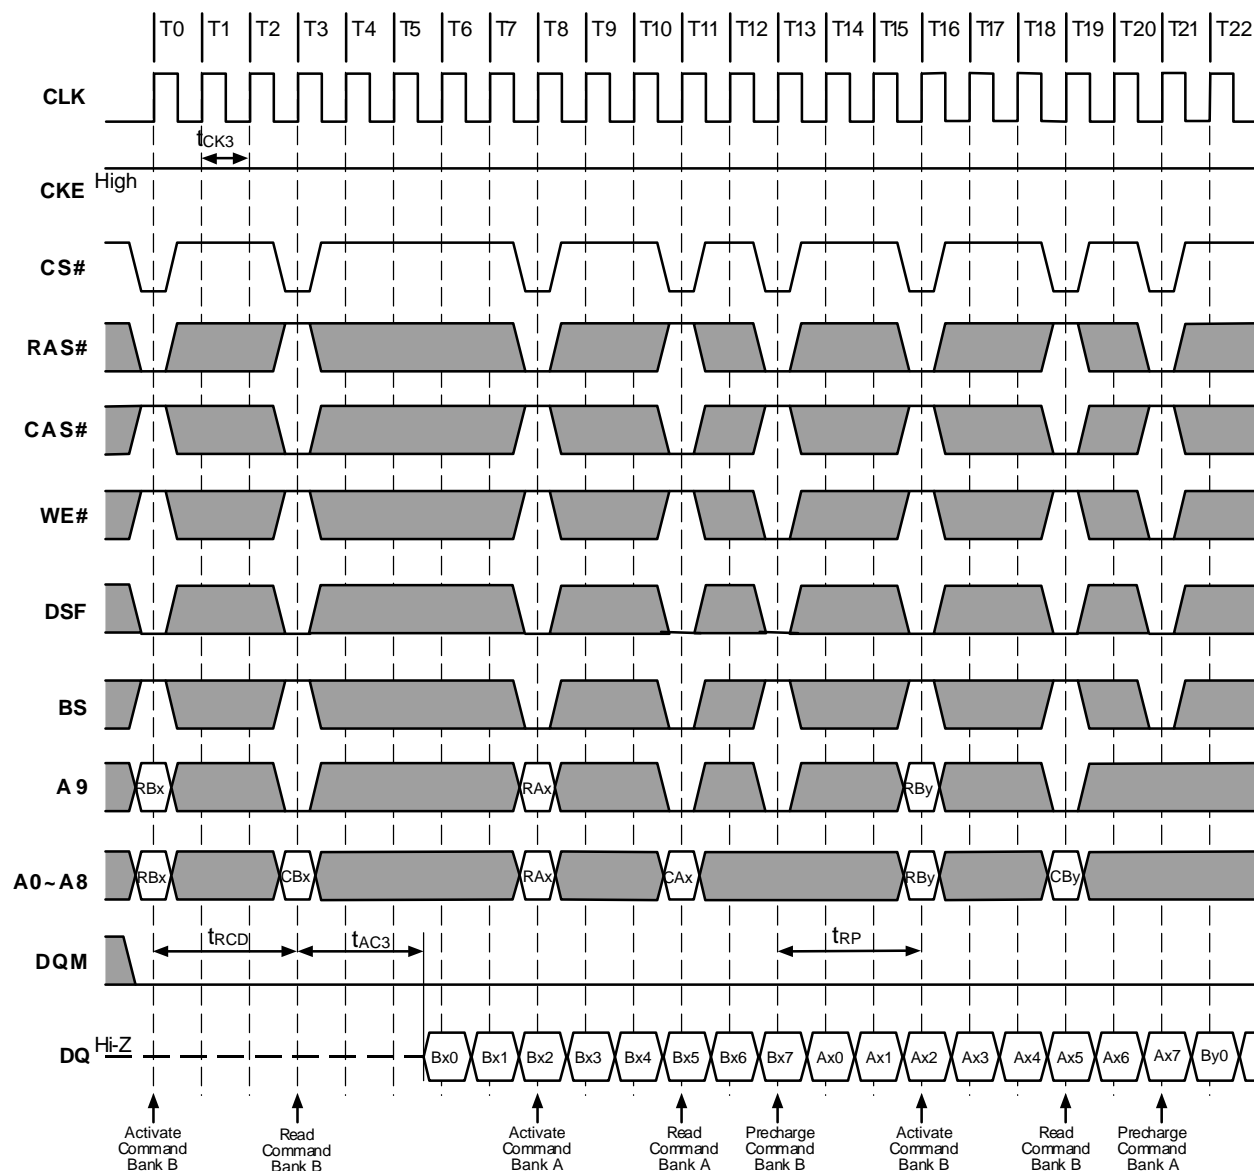 T0 T1 T2 T3 T4 T5 T6 T7 T8 T9 T10 T11 T12 T13 T14 T15 T16 T17 T18 T19 T20 T21 T22
CLK
tCK3
CKE High
CS#
RAS#
CAS#
WE#
DSF
BS
A9 RBx RAx RBy
A0~A8 RBx CBx RAx CAx RBy CBy
tRCD tAC3 tRP
DQM
DQ Hi-Z Bx0 Bx1 Bx2 Bx3 Bx4 Bx5 Bx6 Bx7 Ax0 Ax1 Ax2 Ax3 Ax4 Ax5 Ax6 Ax7 By0
Activate Read Activate Read Precharge Activate Read Precharge
Command Command Command Command Command Command Command Command
Bank B Bank B Bank A Bank A Bank B Bank B Bank B Bank A